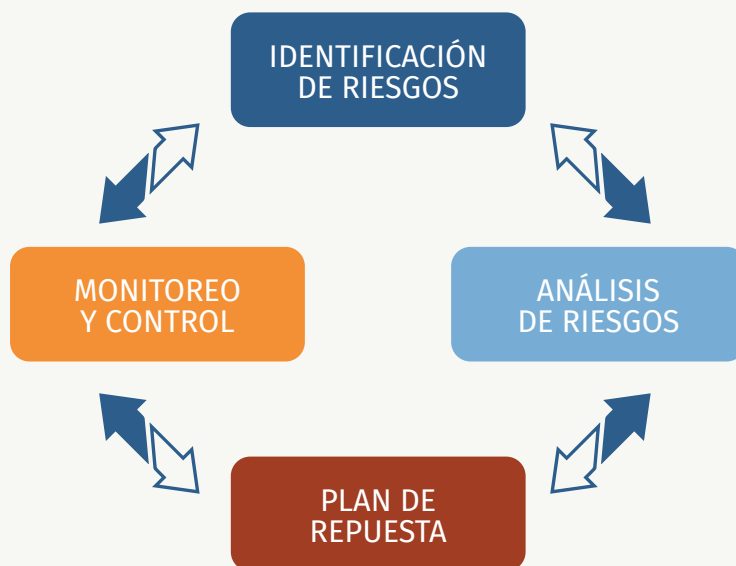 IDENTIFICACIÓN
DE RIESGOS
MONITOREO
Y CONTROL
ANÁLISIS
DE RIESGOS
PLAN DE
REPUESTA